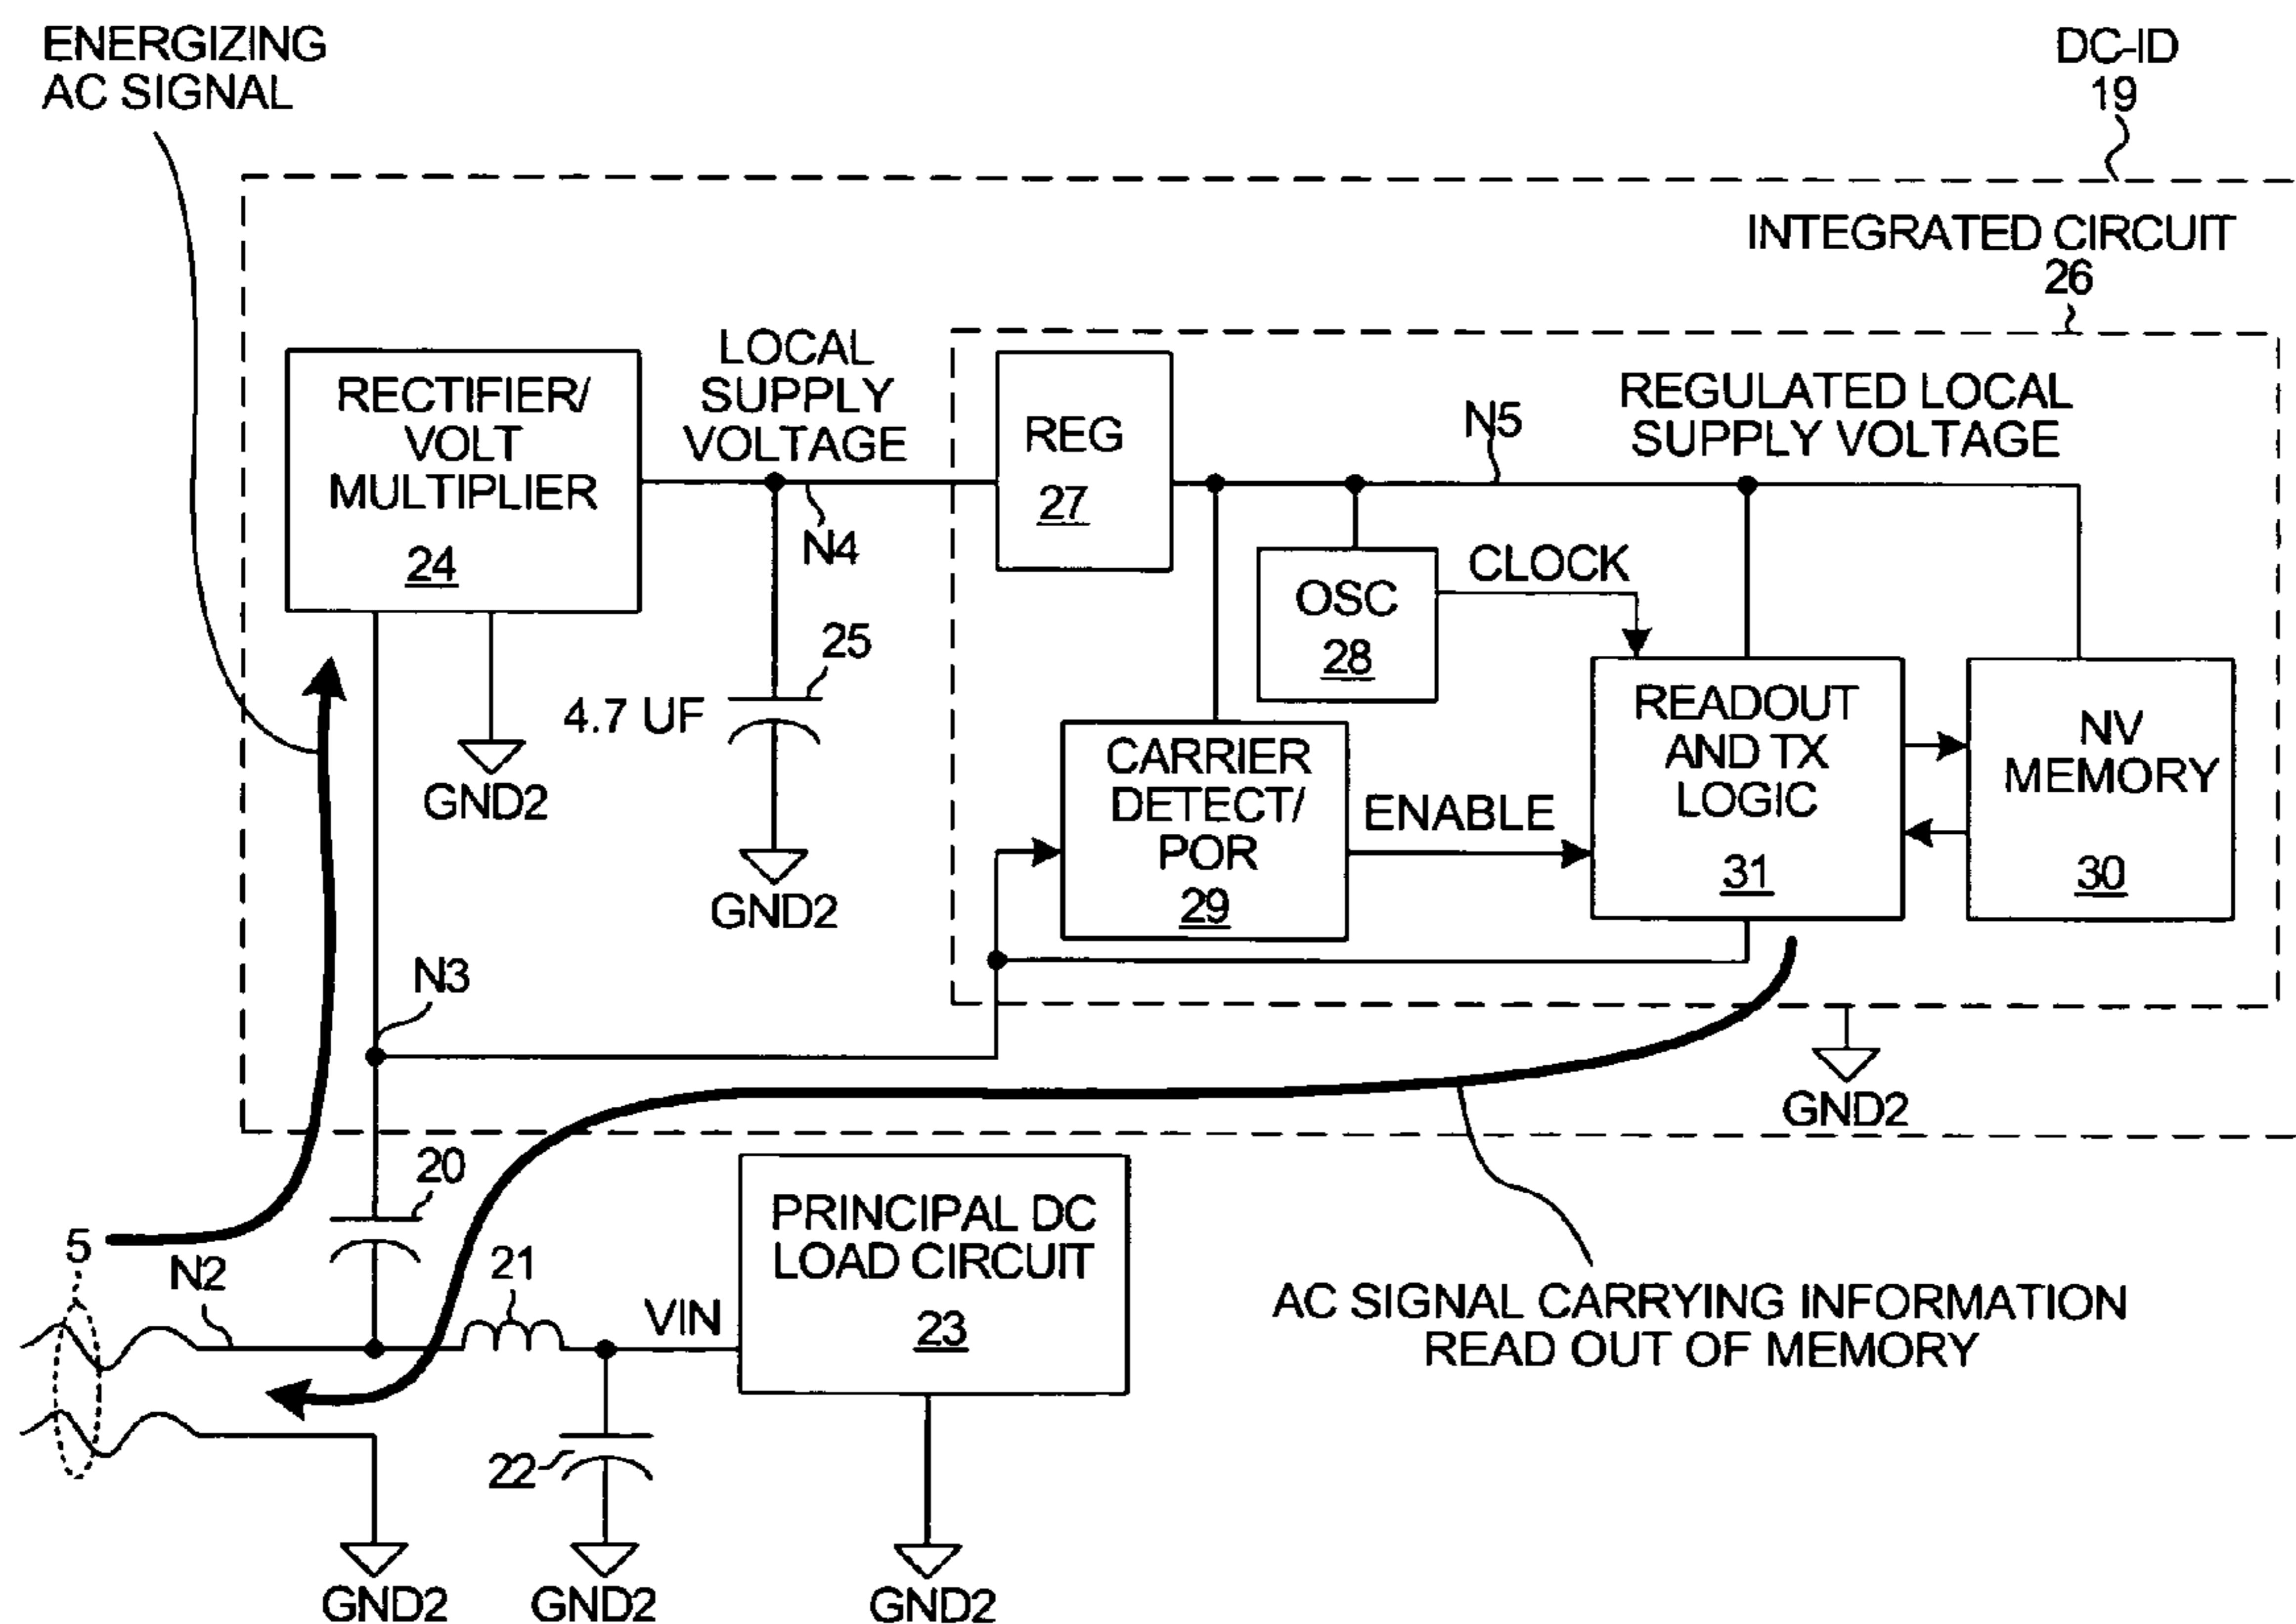 ENERGIZING
AC SIGNAL
DC-ID
19
INTEGRATED CIRCUIT
26
RECTIFIER/
VOLT
MULTIPLIER
24
LOCAL
SUPPLY
VOLTAGE
N4
REG
27
N5
REGULATED LOCAL
SUPPLY VOLTAGE
OSC
28
CLOCK
25
4.7 UF
GND2
GND2
CARRIER
DETECT/
POR
29
ENABLE
READOUT
AND TX
LOGIC
31
NV
MEMORY
30
N3
GND2
20
5
N2
21
VIN
22
PRINCIPAL DC
LOAD CIRCUIT
23
AC SIGNAL CARRYING INFORMATION
READ OUT OF MEMORY
GND2
GND2
GND2